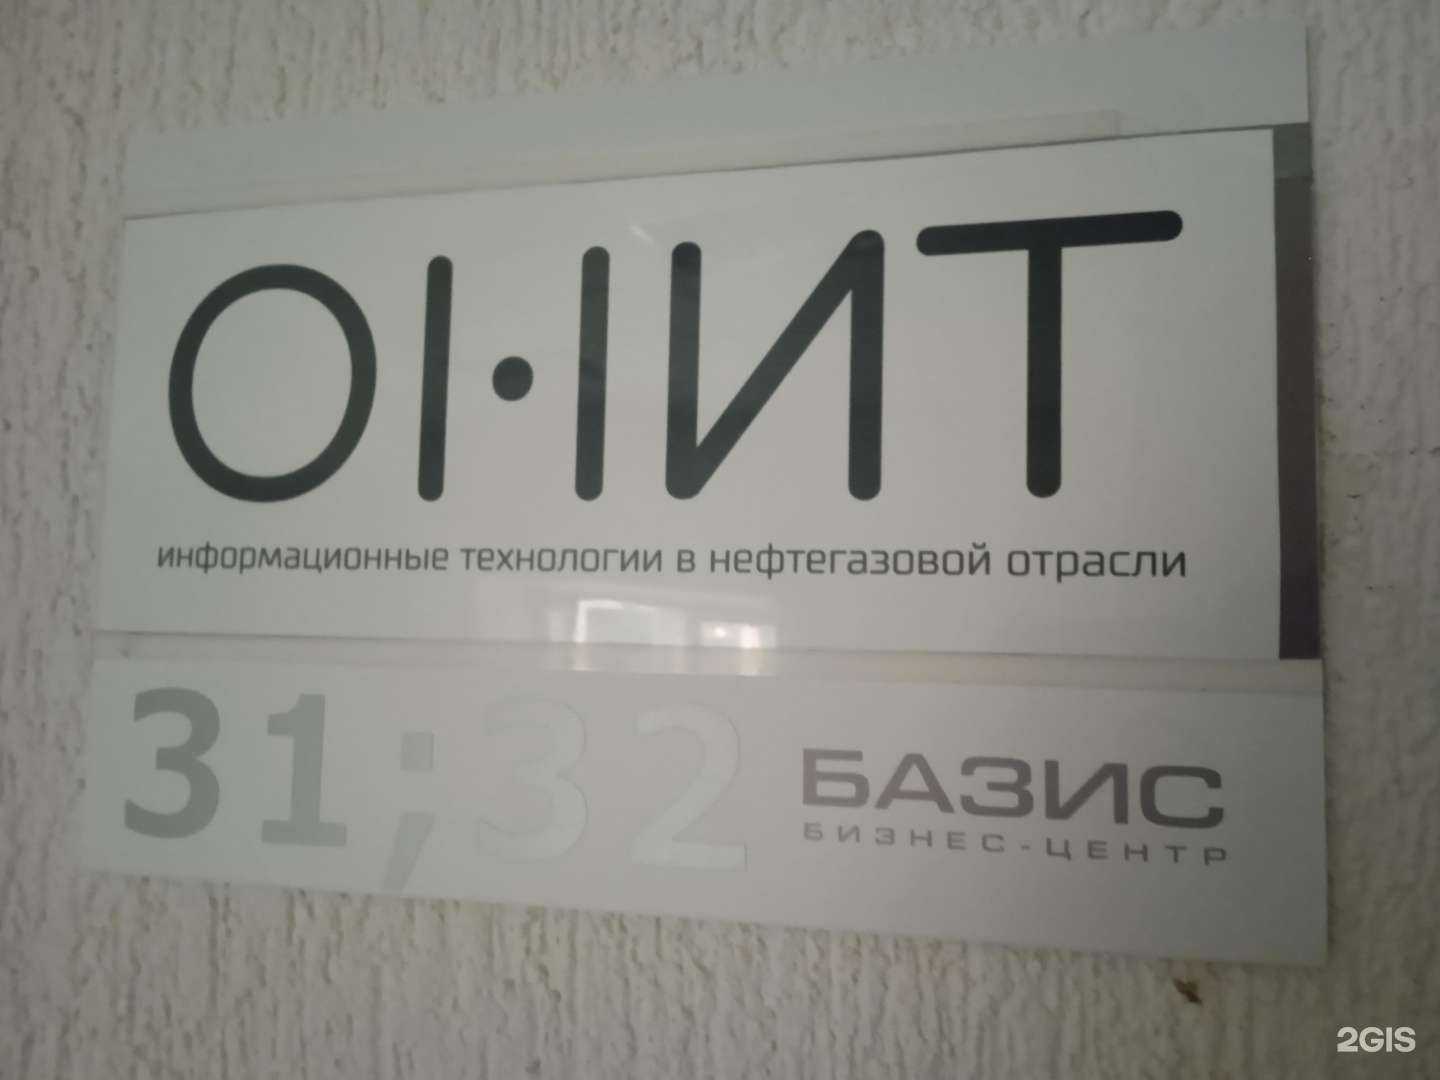 ОНИТ
информационные технологии в нефтегазовой отрасли
31;32
БАЗИС
БИЗНЕС-ЦЕНТР
2GIS